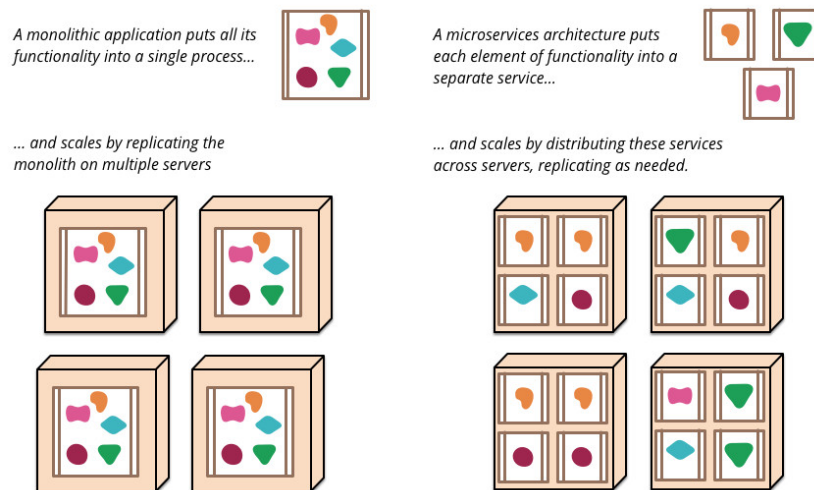 A monolithic application puts all its
functionality into a single process...
... and scales by replicating the
monolith on multiple servers
A microservices architecture puts
each element of functionality into a
separate service...
... and scales by distributing these services
across servers, replicating as needed.